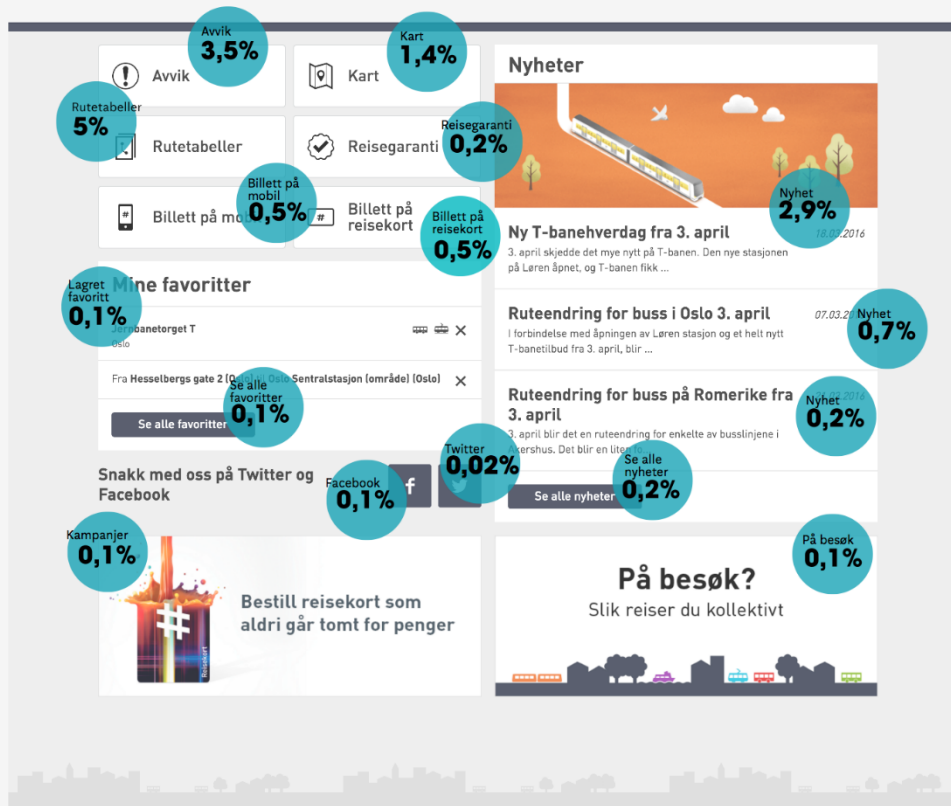 Avvik
3,5%
Avvik
Kart
1,4%
Kart
Rutetabeller
5%
Rutetabeller
Reisegaranti
0,2%
Reisegaranti
Billett på
mobil
0,5%
Billett på mob
#
Billett på
reisekort
#
Billett på
reisekort
0,5%
Lagret
favoritt
0,1%
Mine favoritter
Jernbanetorget T
Oslo
Fra Hesselbergs gate 2 (Oslo) til Oslo Sentralstasjon (område) (Oslo)
Se alle
favoritter
0,1%
Se alle favoritter
Snakk med oss på Twitter og
Facebook
Facebook
0,1%
f
Twitter
0,02%
Kampanjer
0,1%
#
Reisekort
Bestill reisekort som
aldri går tomt for penger
Nyheter
Nyhet
2,9%
Ny T-banehverdag fra 3. april
18.03.2016
3. april skjedde det mye nytt på T-banen. Den nye stasjonen
på Løren åpnet, og T-banen fikk ...
Ruteendring for buss i Oslo 3. april
07.03.20
Nyhet
0,7%
I forbindelse med åpningen av Løren stasjon og et helt nytt
T-banetilbud fra 3. april, blir ...
Ruteendring for buss på Romerike fra
3. april
Nyhet
0,2%
3. april blir det en ruteendring for enkelte av busslinjene i
Akershus. Det blir en liten
Se alle
nyheter
0,2%
Se alle nyheter
På besøk
0,1%
På besøk?
Slik reiser du kollektivt